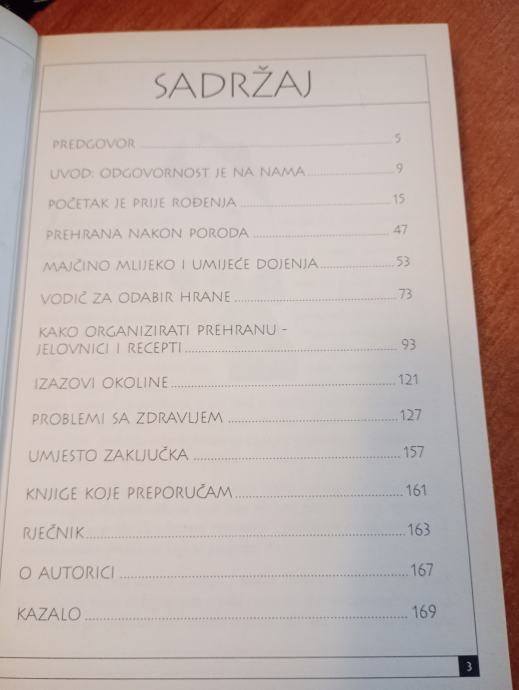 SADRŽAJ
PREDGOVOR 5
UVOD: ODGOVORNOST JE NA NAMA 9
POČETAK JE PRIJE ROĐENJA 15
PREHRANA NAKON PORODA 47
MAJČINO MLIJEKO I UMIJEĆE DOJENJA 53
VODIČ ZA ODABIR HRANE 73
KAKO ORGANIZIRATI PREHRANU -
JELOVNICI I RECEPTI 93
IZAZOVI OKOLINE 121
PROBLEMI SA ZDRAVLJEM 127
UMJESTO ZAKLJUČKA 157
KNJIGE KOJE PREPORUČAM 161
RJEČNIK 163
O AUTORICI 167
KAZALO 169
3